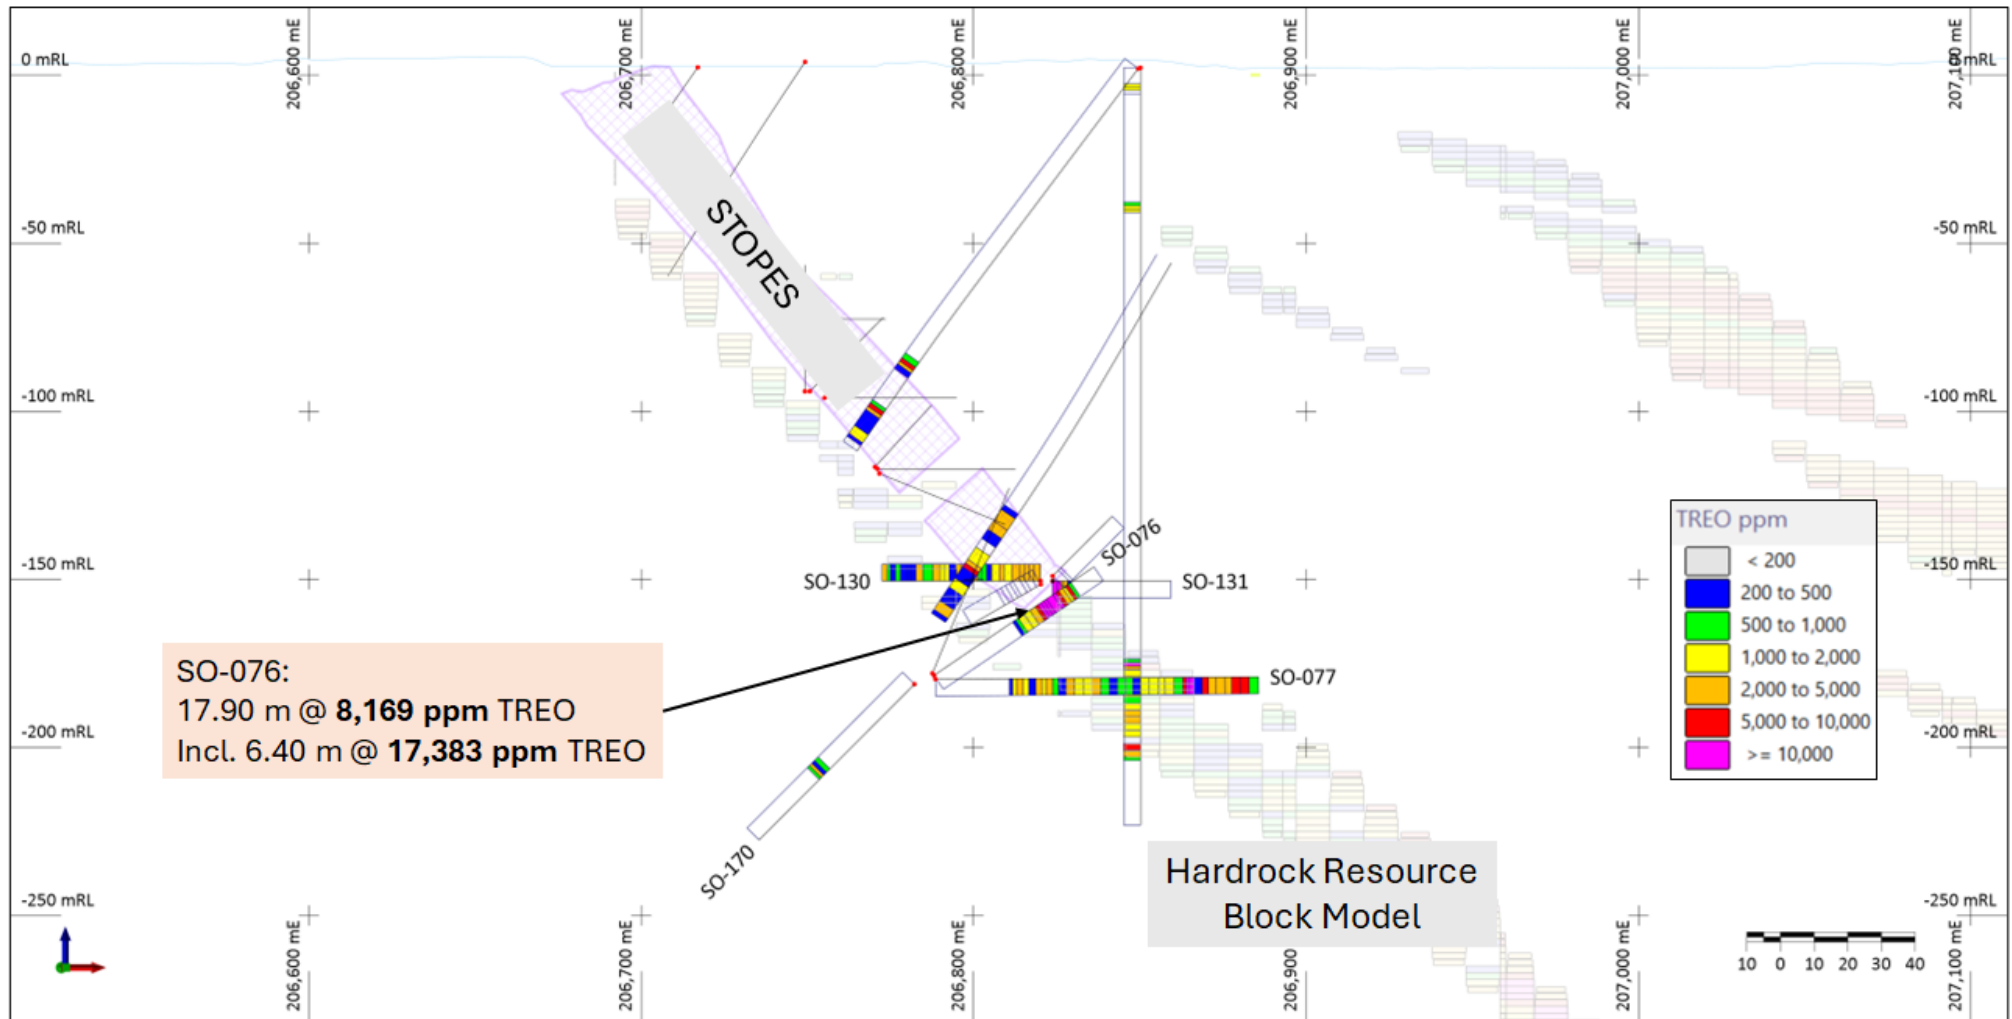 206,600 mE
206,700 mE
206,800 mE
206,900 mE
207,000 mE
0 mRL
-50 mRL
-50 mRL
STOPES
-100 mRL
-100 mRL
TREO ppm
< 200
200 to 500
500 to 1,000
1,000 to 2,000
2,000 to 5,000
5,000 to 10,000
>= 10,000
SO-076
-150 mRL
-150 mRL
SO-130
SO-131
SO-076:
17.90 m @ 8,169 ppm TREO
Incl. 6.40 m @ 17,383 ppm TREO
SO-077
-200 mRL
-200 mRL
SO-170
Hardrock Resource
Block Model
-250 mRL
-250 mRL
10 0 10 20 30 40
206,600 mE
206,700 mE
206,800 mE
206,900
207,000 mE
207,100 mE